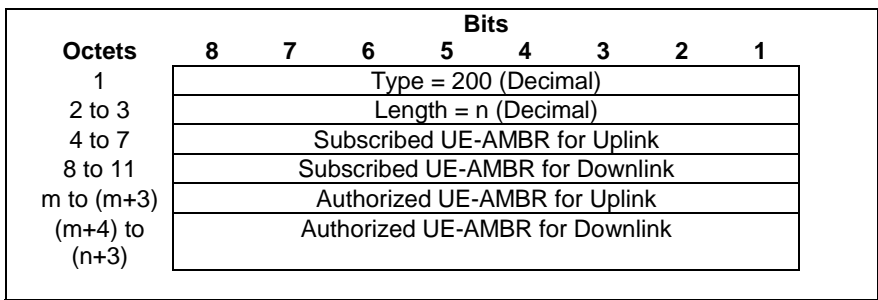 Bits
Octets 8 7 6 5 4 3 2 1
1 Type = 200 (Decimal)
2 to 3 Length = n (Decimal)
4 to 7 Subscribed UE-AMBR for Uplink
8 to 11 Subscribed UE-AMBR for Downlink
m to (m+3) Authorized UE-AMBR for Uplink
(m+4) to Authorized UE-AMBR for Downlink
(n+3)